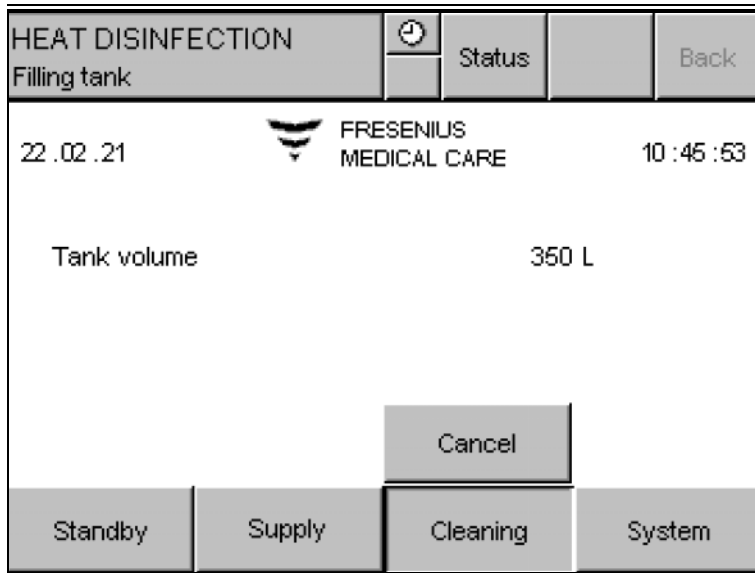 HEAT DISINFECTION
Filling tank
Status
Back
22 .02 .21
FRESENIUS
MEDICAL CARE
10 :45 :53
Tank volume 350 L
Cancel
Standby Supply Cleaning System